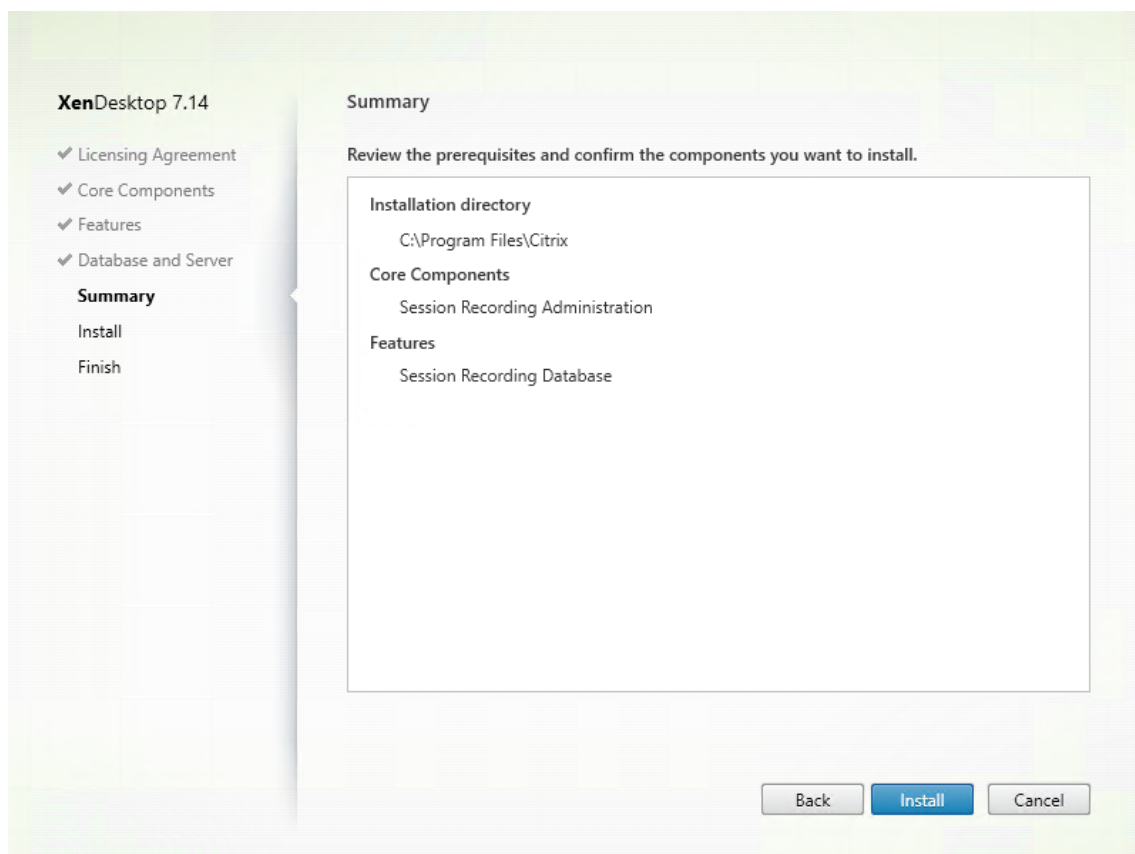 XenDesktop 7.14
Licensing Agreement
Core Components
Features
Database and Server
Summary
Install
Finish
Summary
Review the prerequisites and confirm the components you want to install.
Installation directory
C:\Program Files\Citrix
Core Components
Session Recording Administration
Features
Session Recording Database
Back
Install
Cancel